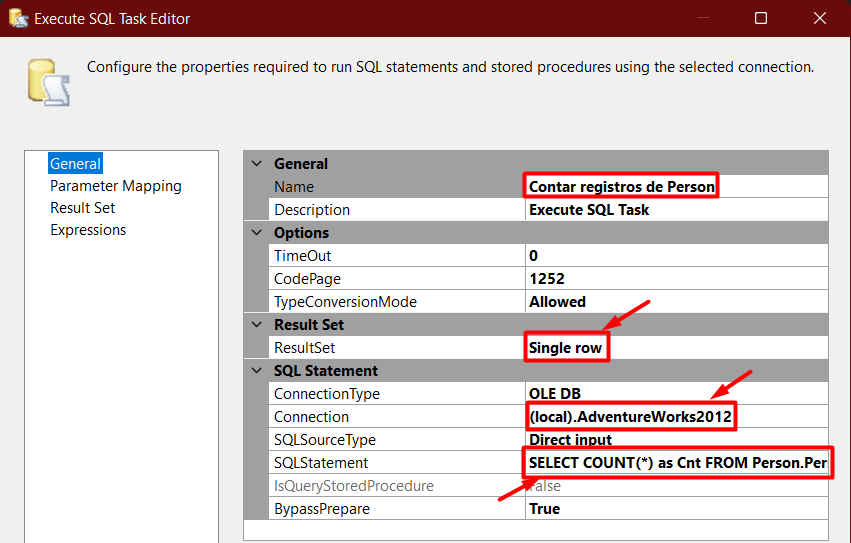 Execute SQL Task Editor
Configure the properties required to run SQL statements and stored procedures using the selected connection.
General
Parameter Mapping
Result Set
Expressions
General
Name Contar registros de Person
Description Execute SQL Task
Options
TimeOut 0
CodePage 1252
TypeConversionMode Allowed
Result Set
ResultSet Single row
SQL Statement
ConnectionType OLE DB
Connection (local).AdventureWorks2012
SQLSourceType Direct input
SQLStatement SELECT COUNT(*) as Cnt FROM Person.Per
IsQueryStoredProcedure False
BypassPrepare True